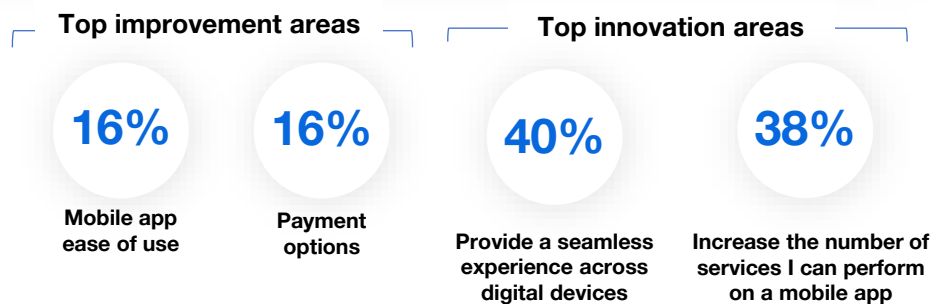 Top improvement areas
Top innovation areas
16%
16%
40%
38%
Mobile app
ease of use
Payment
options
Provide a seamless
experience across
digital devices
Increase the number of
services I can perform
on a mobile app